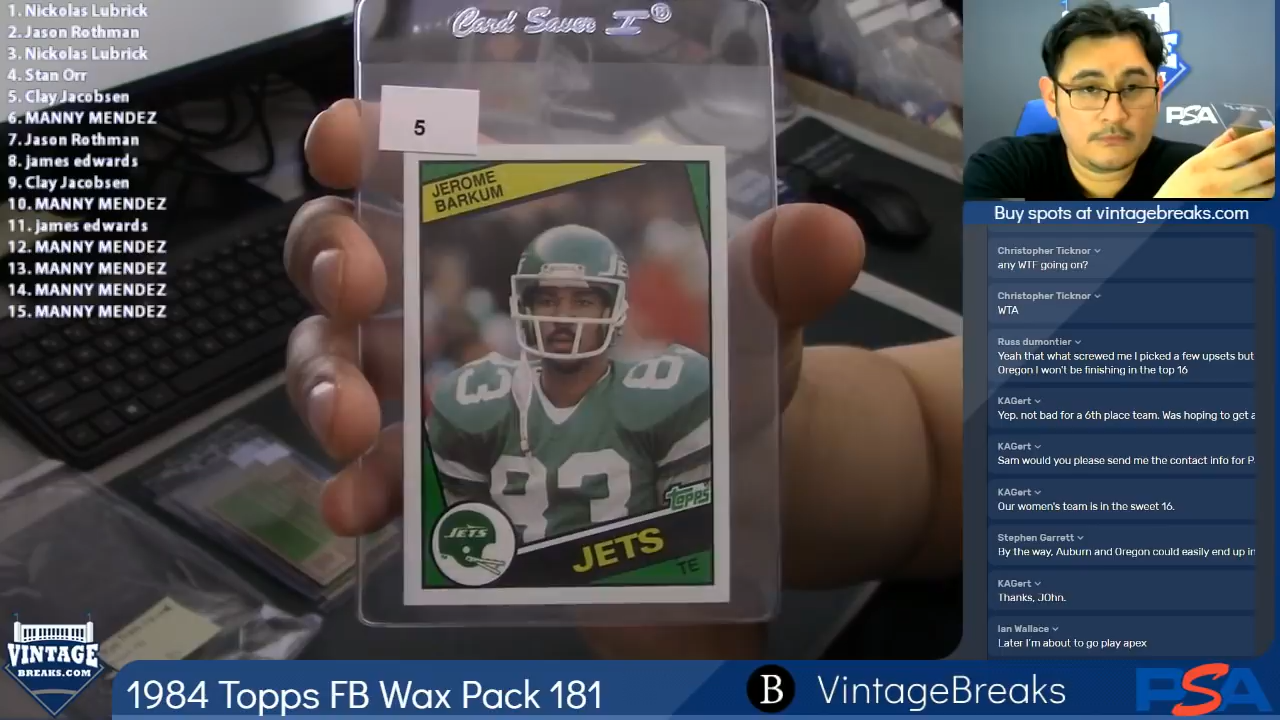 1. Nickolas Lubrick
2. Jason Rothman
3. Nickolas Lubrick
4. Stan Orr
5. Clay Jacobsen
6. MANNY MENDEZ
7. Jason Rothman
8. james edwards
9. Clay Jacobsen
10. MANNY MENDEZ
11. james edwards
12. MANNY MENDEZ
13. MANNY MENDEZ
14. MANNY MENDEZ
15. MANNY MENDEZ
Card Saver I®
5
JEROME
BARKUM
JETS
83
83
83
topps
JETS
JETS
TE
PSA
Buy spots at vintagebreaks.com
Christopher Ticknor
any WTF going on?
Christopher Ticknor
WTA
Russ dumontier
Yeah that what screwed me I picked a few upsets but
Oregon I won't be finishing in the top 16
KAGert
Yep. not bad for a 6th place team. Was hoping to get a
KAGert
Sam would you please send me the contact info for P
KAGert
Our women's team is in the sweet 16.
Stephen Garrett
By the way, Auburn and Oregon could easily end up in
KAGert
Thanks, JOhn.
Ian Wallace
Later I'm about to go play apex
VINTAGE
BREAKS.COM
1984 Topps FB Wax Pack 181
B VintageBreaks
PSA